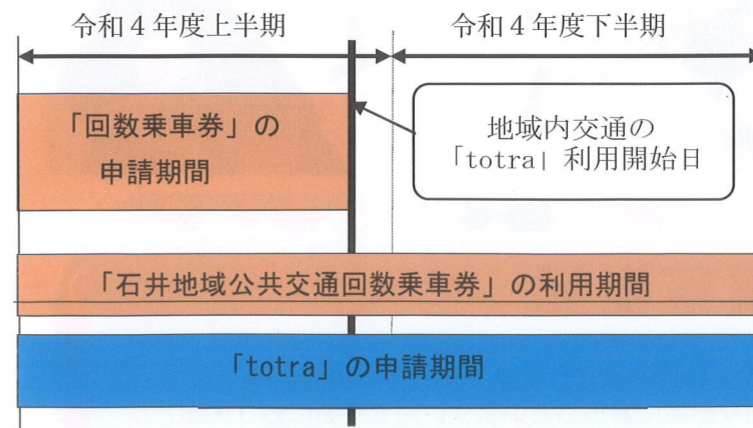 令和４年度上半期
令和４年度下半期
「回数乗車券」の
申請期間
地域内交通の
「totra」利用開始日
「石井地域公共交通回数乗車券」の利用期間
「totra」の申請期間